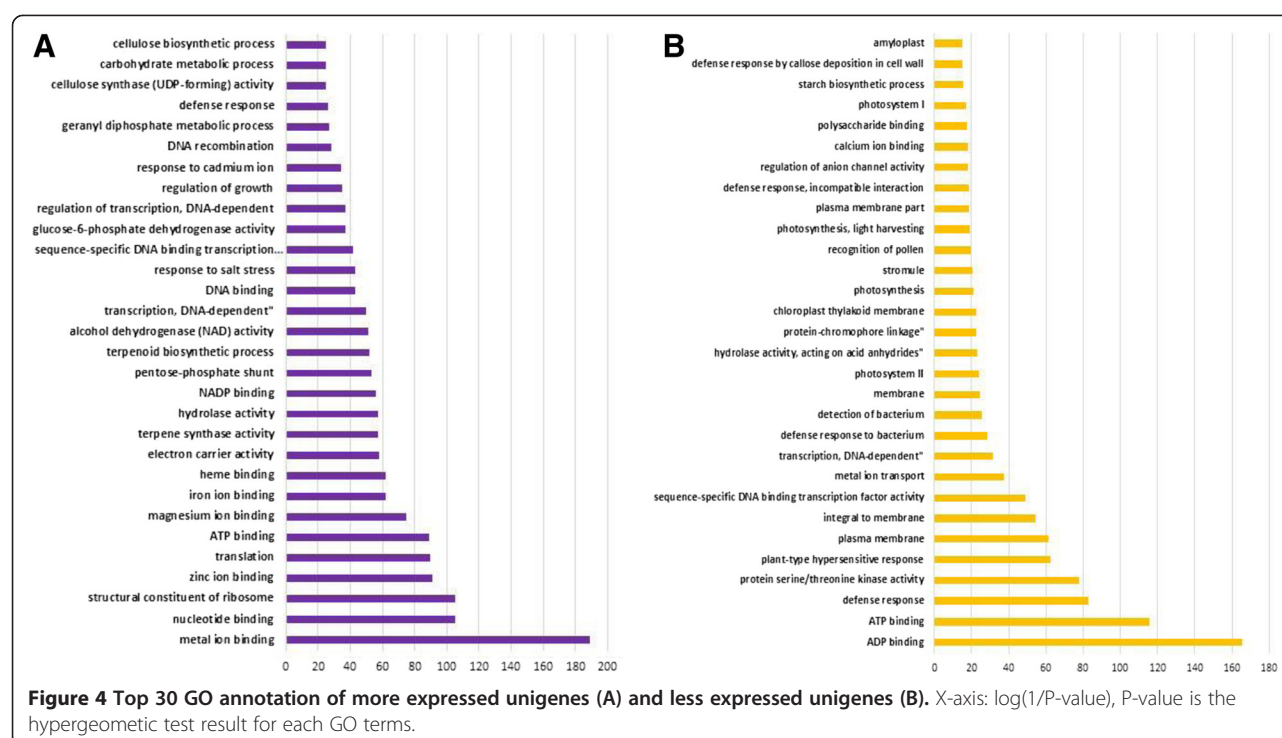 A
cellulose biosynthetic process
carbohydrate metabolic process
cellulose synthase (UDP-forming) activity
defense response
geranyl diphosphate metabolic process
DNA recombination
response to cadmium ion
regulation of growth
regulation of transcription, DNA-dependent
glucose-6-phosphate dehydrogenase activity
sequence-specific DNA binding transcription...
response to salt stress
DNA binding
transcription, DNA-dependent"
alcohol dehydrogenase (NAD) activity
terpenoid biosynthetic process
pentose-phosphate shunt
NADP binding
hydrolase activity
terpene synthase activity
electron carrier activity
heme binding
iron ion binding
magnesium ion binding
ATP binding
translation
zinc ion binding
structural constituent of ribosome
nucleotide binding
metal ion binding
0 20 40 60 80 100 120 140 160 180 200
B
amyloplast
defense response by callose deposition in cell wall
starch biosynthetic process
photosystem I
polysaccharide binding
calcium ion binding
regulation of anion channel activity
defense response, incompatible interaction
plasma membrane part
photosynthesis, light harvesting
recognition of pollen
stromule
photosynthesis
chloroplast thylakoid membrane
protein-chromophore linkage"
hydrolase activity, acting on acid anhydrides"
photosystem II
membrane
detection of bacterium
defense response to bacterium
transcription, DNA-dependent"
metal ion transport
sequence-specific DNA binding transcription factor activity
integral to membrane
plasma membrane
plant-type hypersensitive response
protein serine/threonine kinase activity
defense response
ATP binding
ADP binding
0 20 40 60 80 100 120 140 160 180
Figure 4 Top 30 GO annotation of more expressed unigenes (A) and less expressed unigenes (B). X-axis: log(1/P-value), P-value is the
hypergeometic test result for each GO terms.